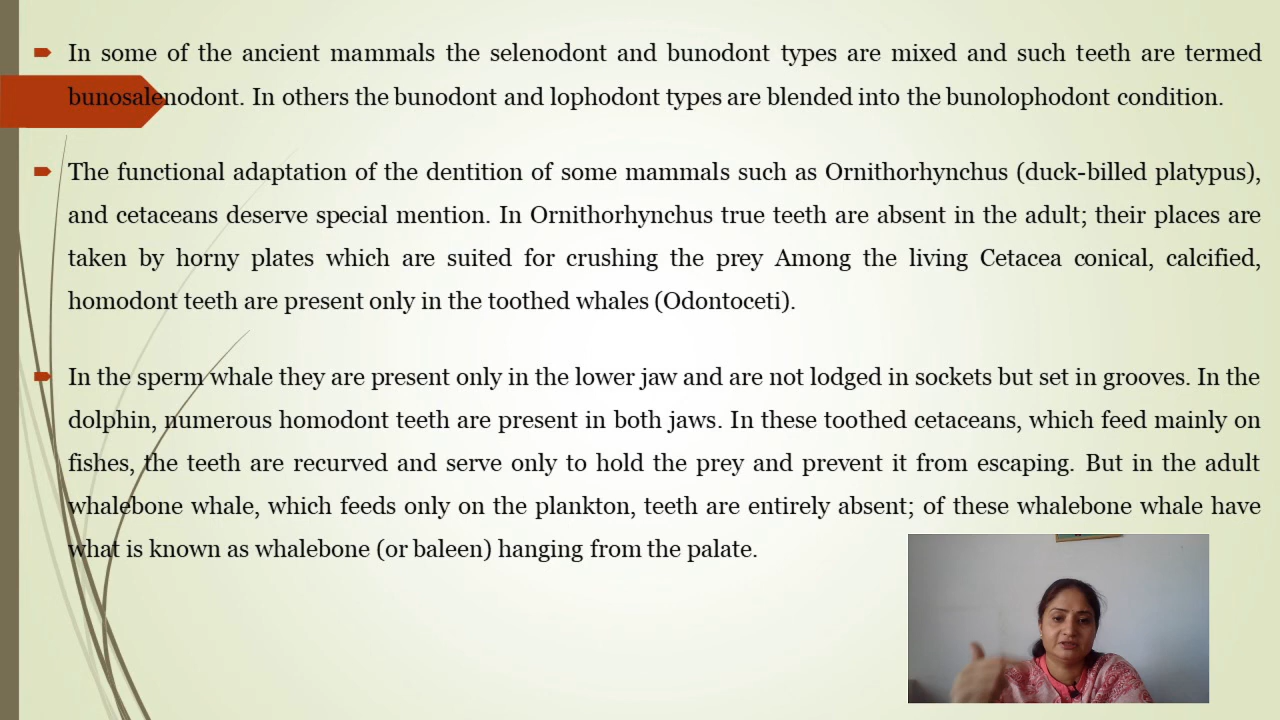 In some of the ancient mammals the selenodont and bunodont types are mixed and such teeth are termed
bunosalenodont. In others the bunodont and lophodont types are blended into the bunolophodont condition.
The functional adaptation of the dentition of some mammals such as Ornithorhynchus (duck-billed platypus),
and cetaceans deserve special mention. In Ornithorhynchus true teeth are absent in the adult; their places are
taken by horny plates which are suited for crushing the prey Among the living Cetacea conical, calcified,
homodont teeth are present only in the toothed whales (Odontoceti).
In the sperm whale they are present only in the lower jaw and are not lodged in sockets but set in grooves. In the
dolphin, numerous homodont teeth are present in both jaws. In these toothed cetaceans, which feed mainly on
fishes, the teeth are recurved and serve only to hold the prey and prevent it from escaping. But in the adult
whalebone whale, which feeds only on the plankton, teeth are entirely absent; of these whalebone whale have
what is known as whalebone (or baleen) hanging from the palate.